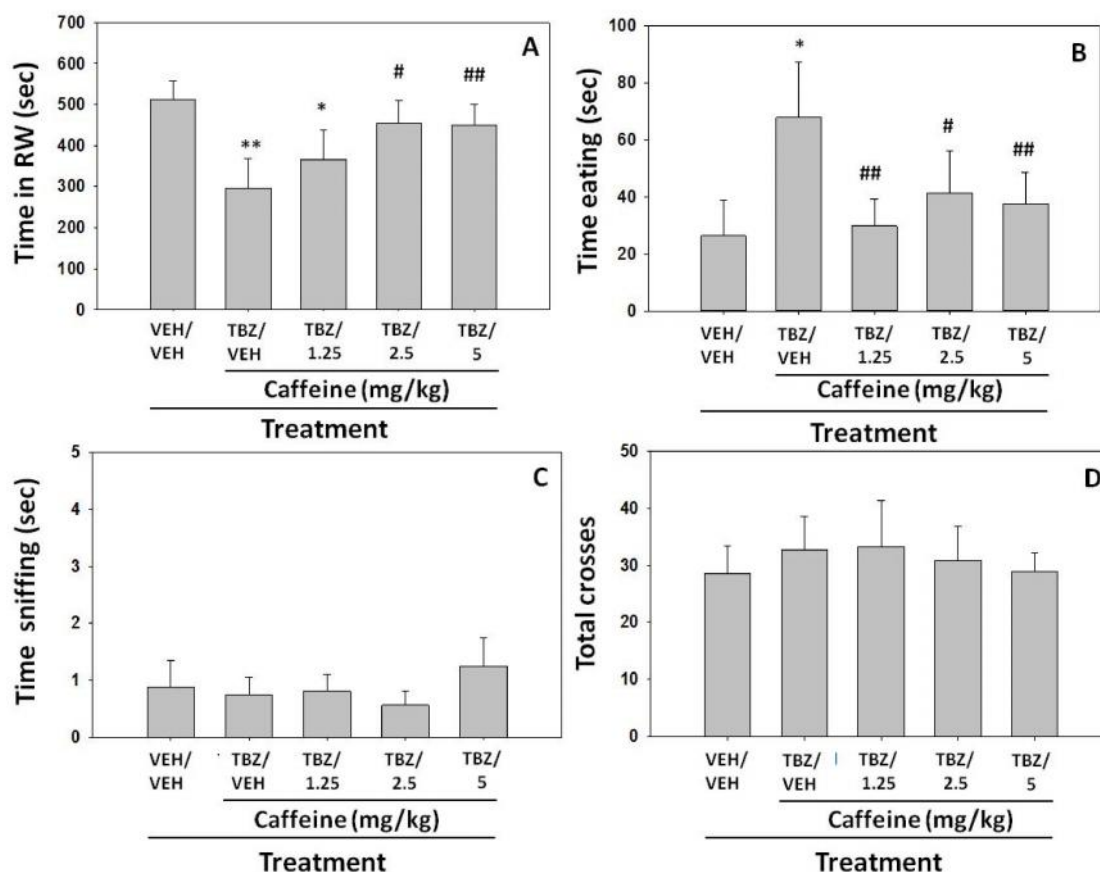 A
Time in RW (sec)
700
600
500
400
300
200
100
0
**
*
#
##
VEH/ TBZ/ TBZ/ TBZ/ TBZ/
VEH VEH 1.25 2.5 5
Caffeine (mg/kg)
Treatment
B
Time eating (sec)
100
80
60
40
20
0
*
##
#
##
VEH/ TBZ/ TBZ/ TBZ/ TBZ/
VEH VEH 1.25 2.5 5
Caffeine (mg/kg)
Treatment
C
Time sniffing (sec)
5
4
3
2
1
0
VEH/ TBZ/ TBZ/ TBZ/ TBZ/
VEH VEH 1.25 2.5 5
Caffeine (mg/kg)
Treatment
D
Total crosses
50
40
30
20
10
0
VEH/ TBZ/ TBZ/ TBZ/ TBZ/
VEH VEH 1.25 2.5 5
Caffeine (mg/kg)
Treatment